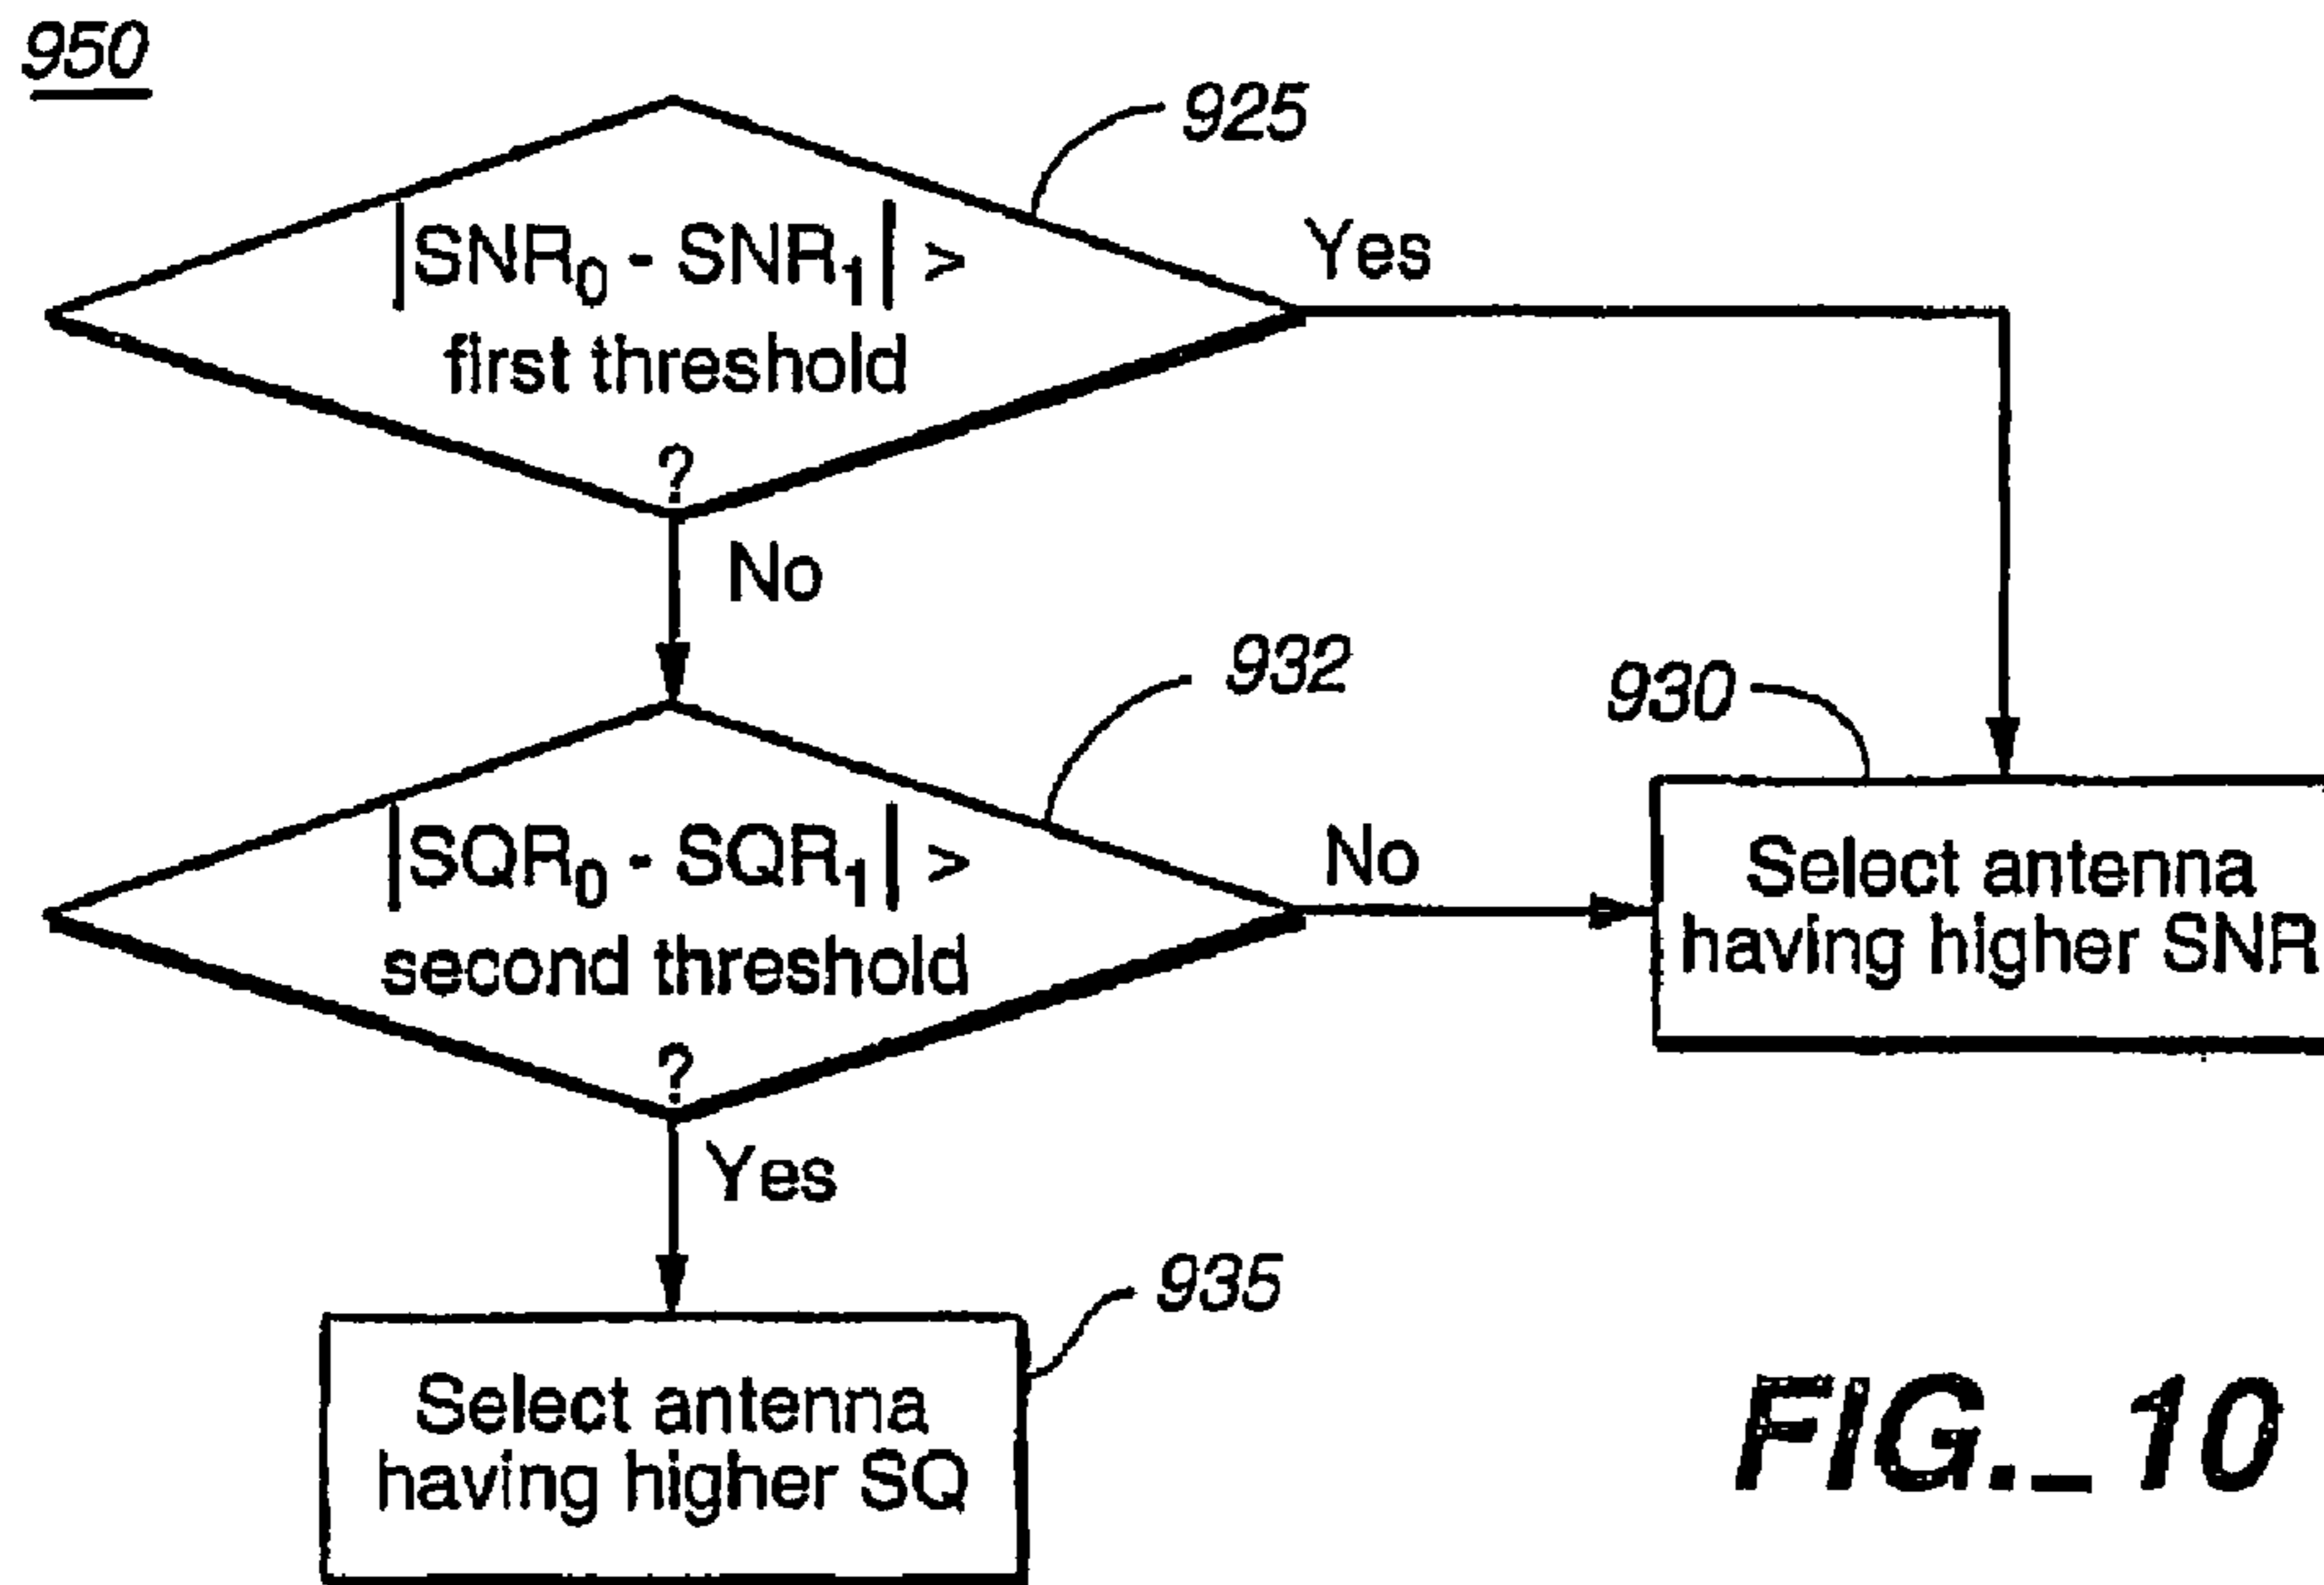 950
925
|SNR₀ - SNR₁| >
first threshold
?
Yes
No
932
930
|SQR₀ - SQR₁| >
second threshold
?
No
Select antenna
having higher SNR
Yes
935
Select antenna
having higher SQ
FIG._10